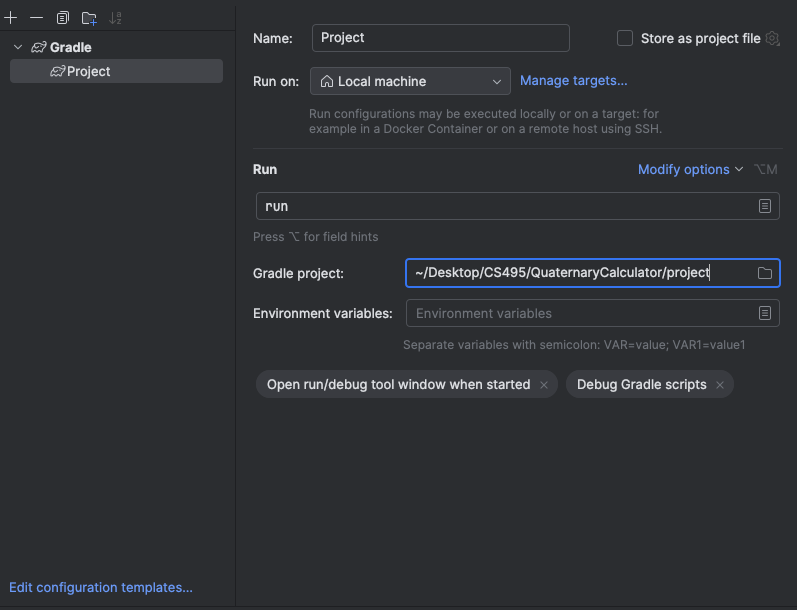 Gradle
Project
Edit configuration templates...
Name: Project Store as project file
Run on: Local machine Manage targets...
Run configurations may be executed locally or on a target: for
example in a Docker Container or on a remote host using SSH.
Run Modify options ⌥M
run
Press ⌥ for field hints
Gradle project: ~/Desktop/CS495/QuaternaryCalculator/project
Environment variables: Environment variables
Separate variables with semicolon: VAR=value; VAR1=value1
Open run/debug tool window when started × Debug Gradle scripts ×